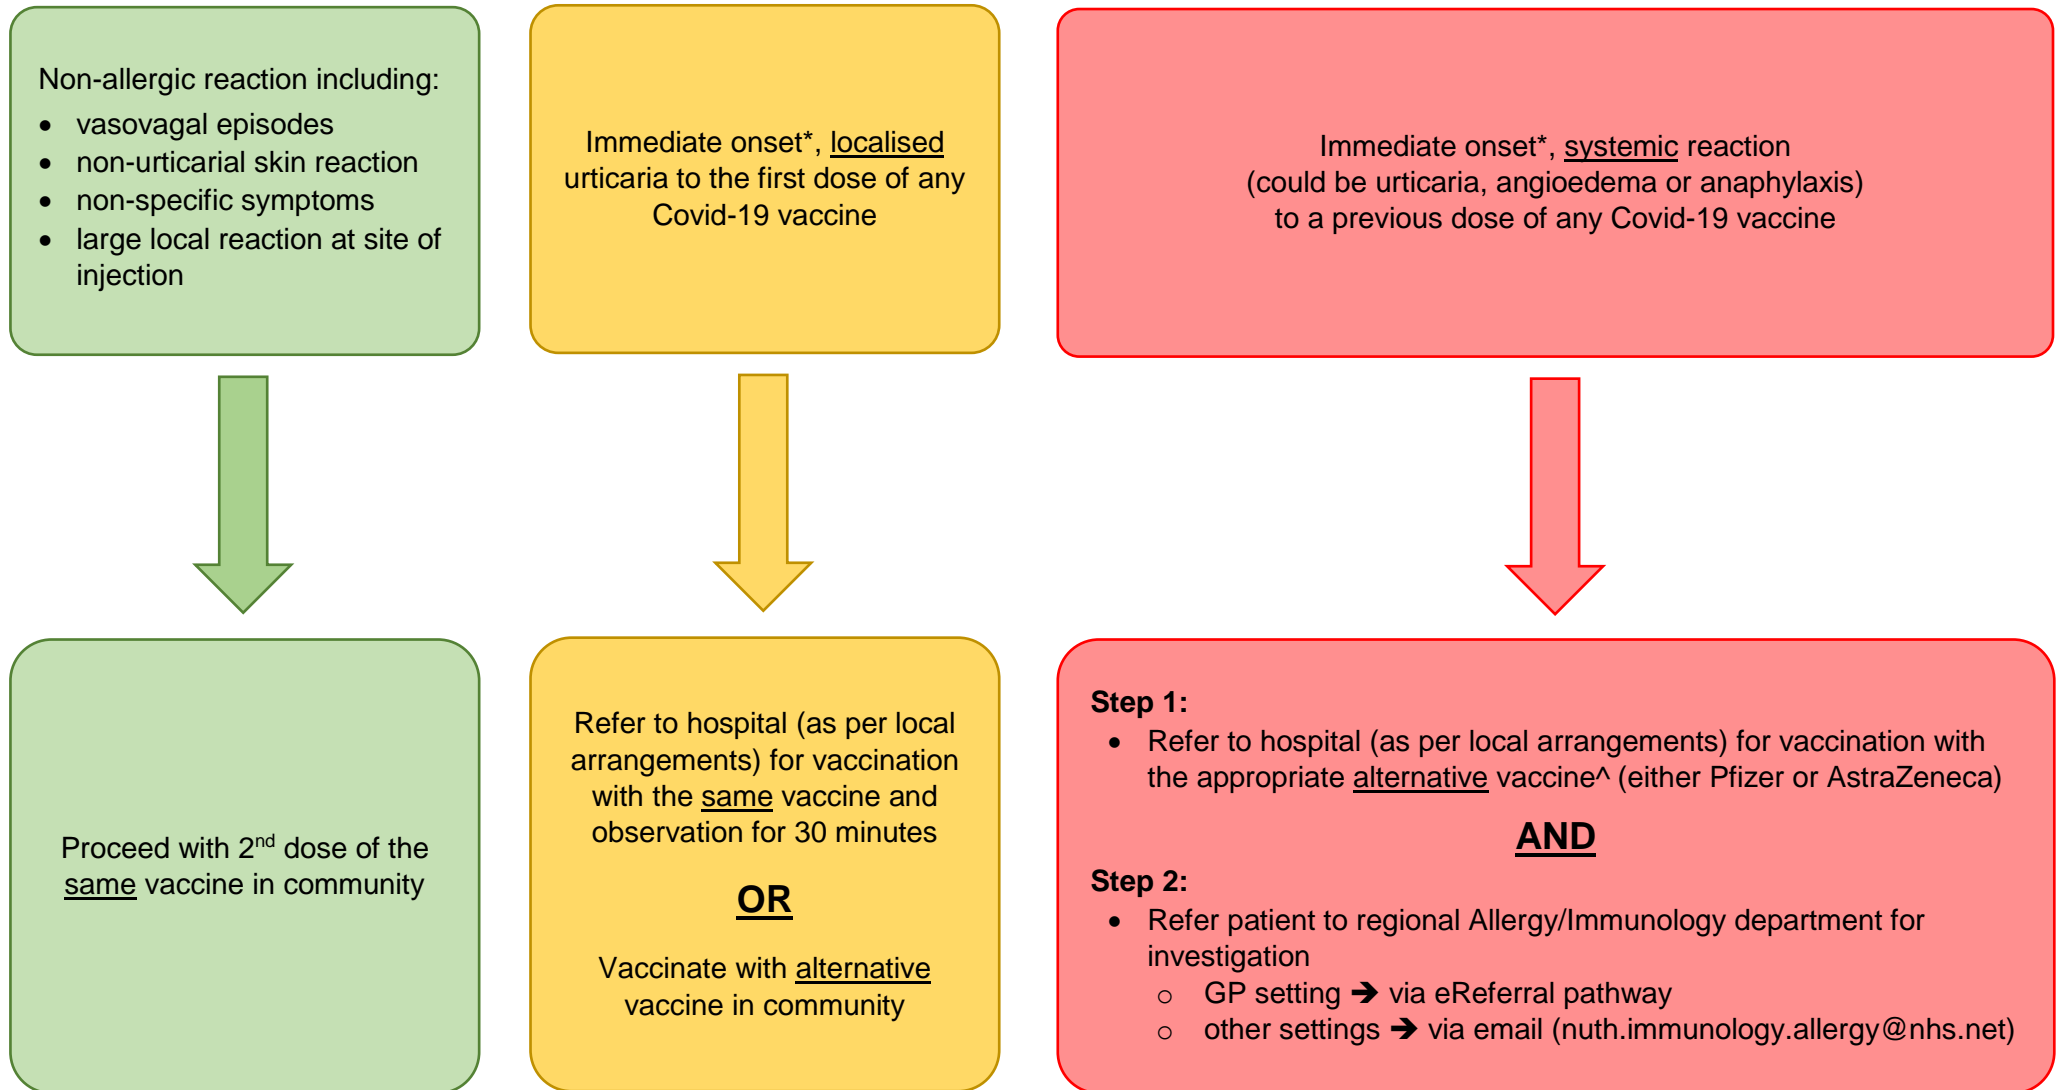 Non-allergic reaction including:
• vasovagal episodes
• non-urticarial skin reaction
• non-specific symptoms
• large local reaction at site of
injection
Immediate onset*, localised
urticaria to the first dose of any
Covid-19 vaccine
Immediate onset*, systemic reaction
(could be urticaria, angioedema or anaphylaxis)
to a previous dose of any Covid-19 vaccine
Proceed with 2nd dose of the
same vaccine in community
Refer to hospital (as per local
arrangements) for vaccination
with the same vaccine and
observation for 30 minutes
OR
Vaccinate with alternative
vaccine in community
Step 1:
• Refer to hospital (as per local arrangements) for vaccination with
the appropriate alternative vaccine^ (either Pfizer or AstraZeneca)
AND
Step 2:
• Refer patient to regional Allergy/Immunology department for
investigation
o GP setting ➔ via eReferral pathway
o other settings ➔ via email (nuth.immunology.allergy@nhs.net)